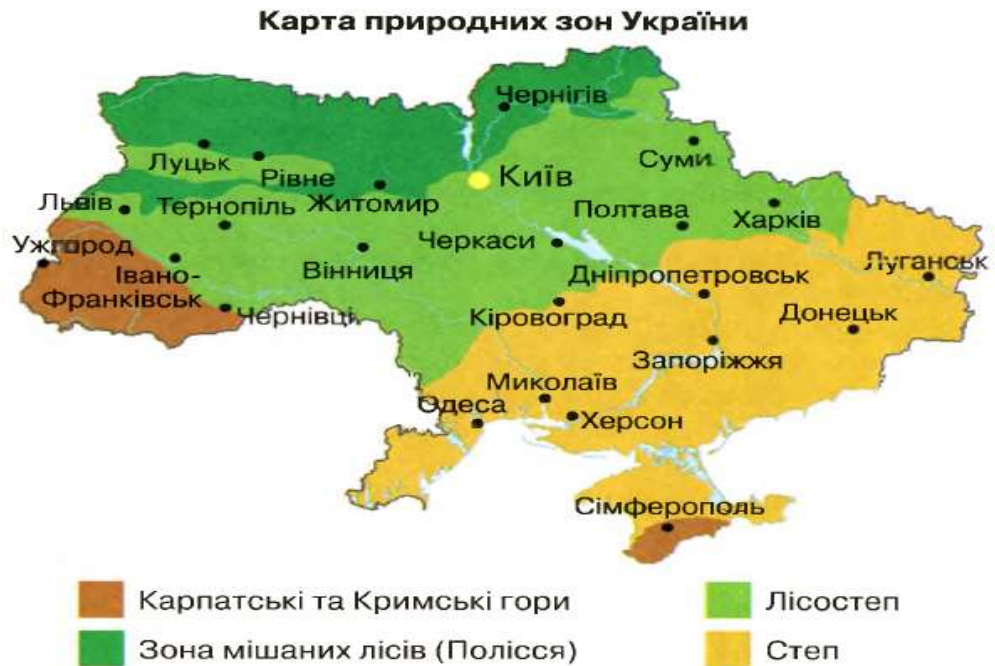 Карта природних зон України
Чернігів
Луцьк
Рівне
Київ
Суми
Львів
Тернопіль
Житомир
Полтава
Харків
Ужгород
Івано-
Франківськ
Вінниця
Черкаси
Луганськ
Чернівці
Дніпропетровськ
Кіровоград
Донецьк
Запоріжжя
Миколаїв
Одеса
Херсон
Сімферополь
Карпатські та Кримські гори
Лісостеп
Зона мішаних лісів (Полісся)
Степ